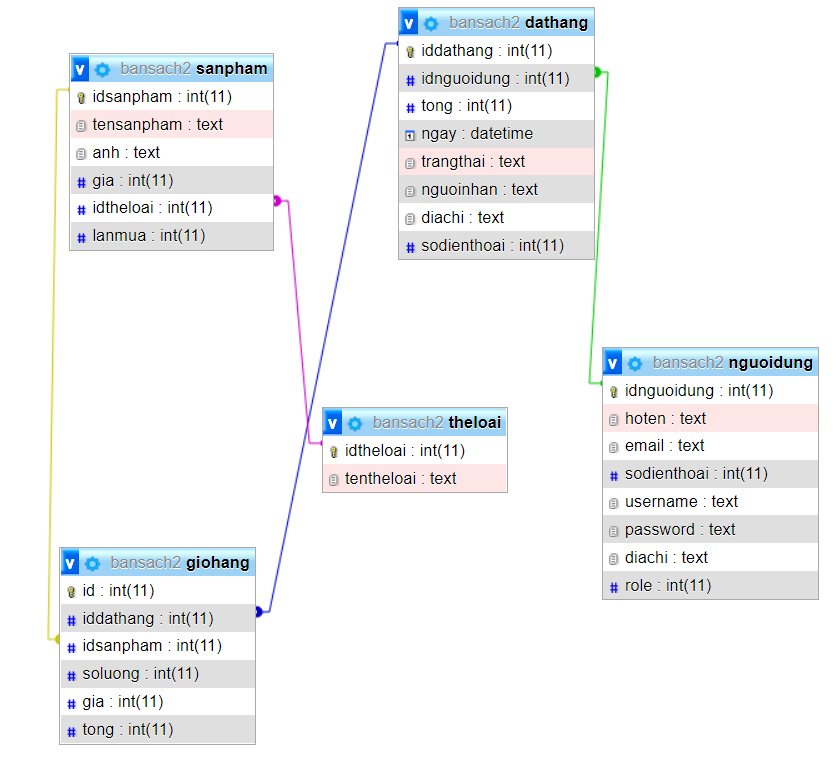 v bansach2 sanpham
idsanpham : int(11)
tensanpham : text
anh : text
# gia : int(11)
# idtheloai : int(11)
# lanmua : int(11)
v bansach2 dathang
iddathang : int(11)
# idnguoidung : int(11)
# tong : int(11)
ngay : datetime
trangthai : text
nguoinhan : text
diachi : text
# sodienthoai : int(11)
v bansach2 nguoidung
idnguoidung : int(11)
hoten : text
email : text
# sodienthoai : int(11)
username : text
password : text
diachi : text
# role : int(11)
v bansach2 theloai
idtheloai : int(11)
tentheloai : text
v bansach2 giohang
id : int(11)
# iddathang : int(11)
# idsanpham : int(11)
# soluong : int(11)
# gia : int(11)
# tong : int(11)